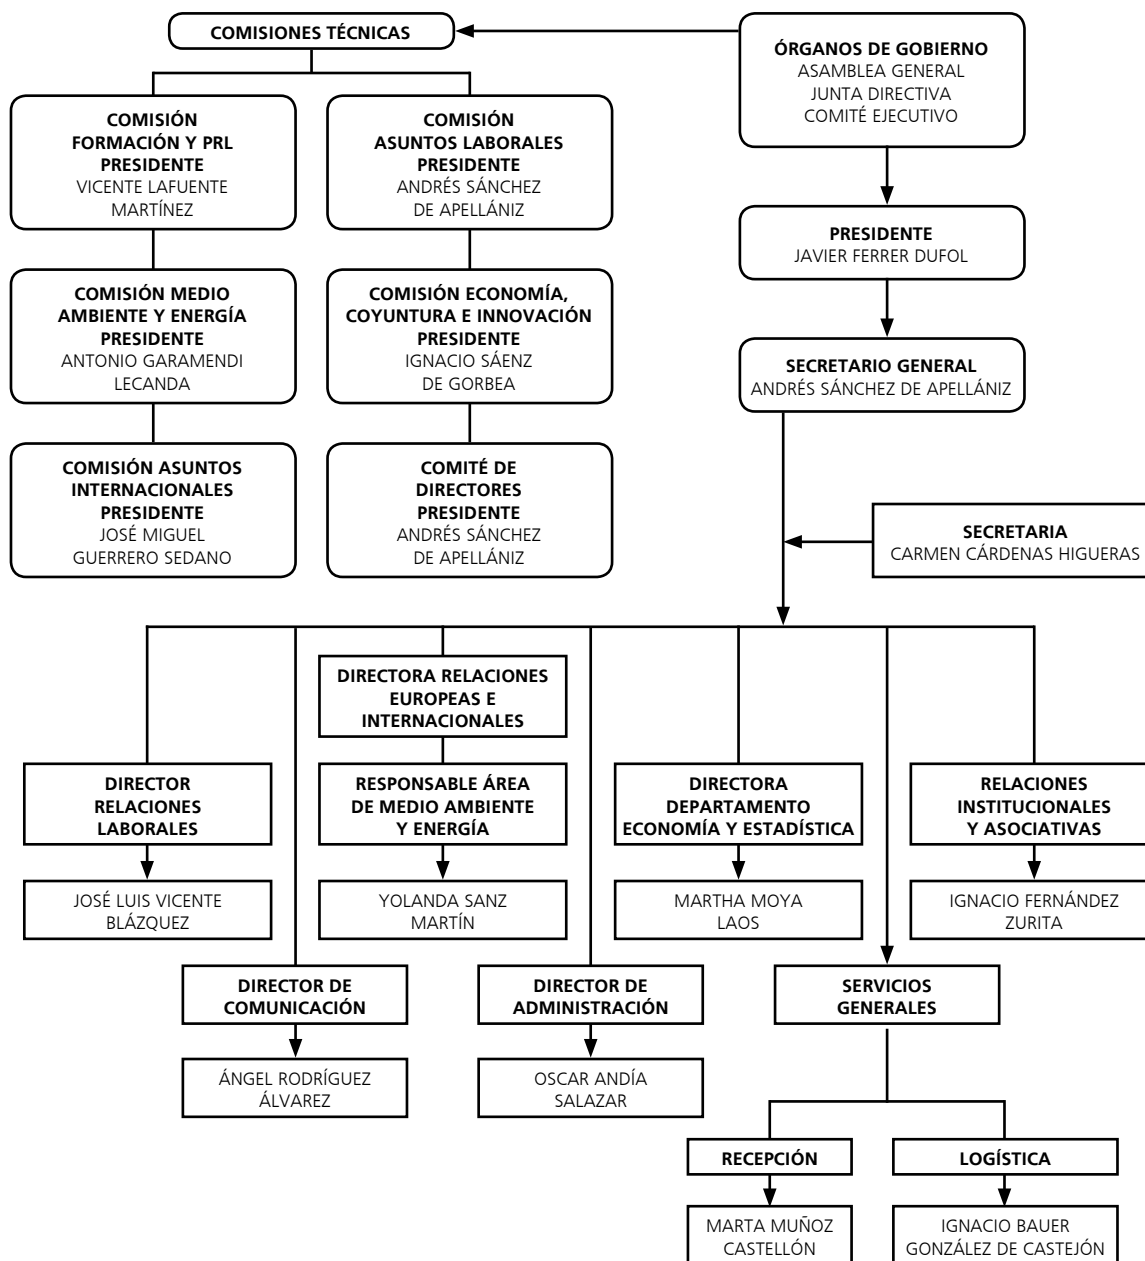 COMISIONES TÉCNICAS
ÓRGANOS DE GOBIERNO
ASAMBLEA GENERAL
JUNTA DIRECTIVA
COMITÉ EJECUTIVO
COMISIÓN
FORMACIÓN Y PRL
PRESIDENTE
VICENTE LAFUENTE
MARTÍNEZ
COMISIÓN
ASUNTOS LABORALES
PRESIDENTE
ANDRÉS SÁNCHEZ
DE APELLÁNIZ
PRESIDENTE
JAVIER FERRER DUFOL
COMISIÓN MEDIO
AMBIENTE Y ENERGÍA
PRESIDENTE
ANTONIO GARAMENDI
LECANDA
COMISIÓN ECONOMÍA,
COYUNTURA E INNOVACIÓN
PRESIDENTE
IGNACIO SÁENZ
DE GORBEA
SECRETARIO GENERAL
ANDRÉS SÁNCHEZ DE APELLÁNIZ
COMISIÓN ASUNTOS
INTERNACIONALES
PRESIDENTE
JOSÉ MIGUEL
GUERRERO SEDANO
COMITÉ DE
DIRECTORES
PRESIDENTE
ANDRÉS SÁNCHEZ
DE APELLÁNIZ
SECRETARIA
CARMEN CÁRDENAS HIGUERAS
DIRECTORA RELACIONES
EUROPEAS E
INTERNACIONALES
DIRECTOR
RELACIONES
LABORALES
RESPONSABLE ÁREA
DE MEDIO AMBIENTE
Y ENERGÍA
DIRECTORA
DEPARTAMENTO
ECONOMÍA Y ESTADÍSTICA
RELACIONES
INSTITUCIONALES
Y ASOCIATIVAS
JOSÉ LUIS VICENTE
BLÁZQUEZ
YOLANDA SANZ
MARTÍN
MARTHA MOYA
LAOS
IGNACIO FERNÁNDEZ
ZURITA
DIRECTOR DE
COMUNICACIÓN
DIRECTOR DE
ADMINISTRACIÓN
SERVICIOS
GENERALES
ÁNGEL RODRÍGUEZ
ÁLVAREZ
OSCAR ANDÍA
SALAZAR
RECEPCIÓN
LOGÍSTICA
MARTA MUÑOZ
CASTELLÓN
IGNACIO BAUER
GONZÁLEZ DE CASTEJÓN